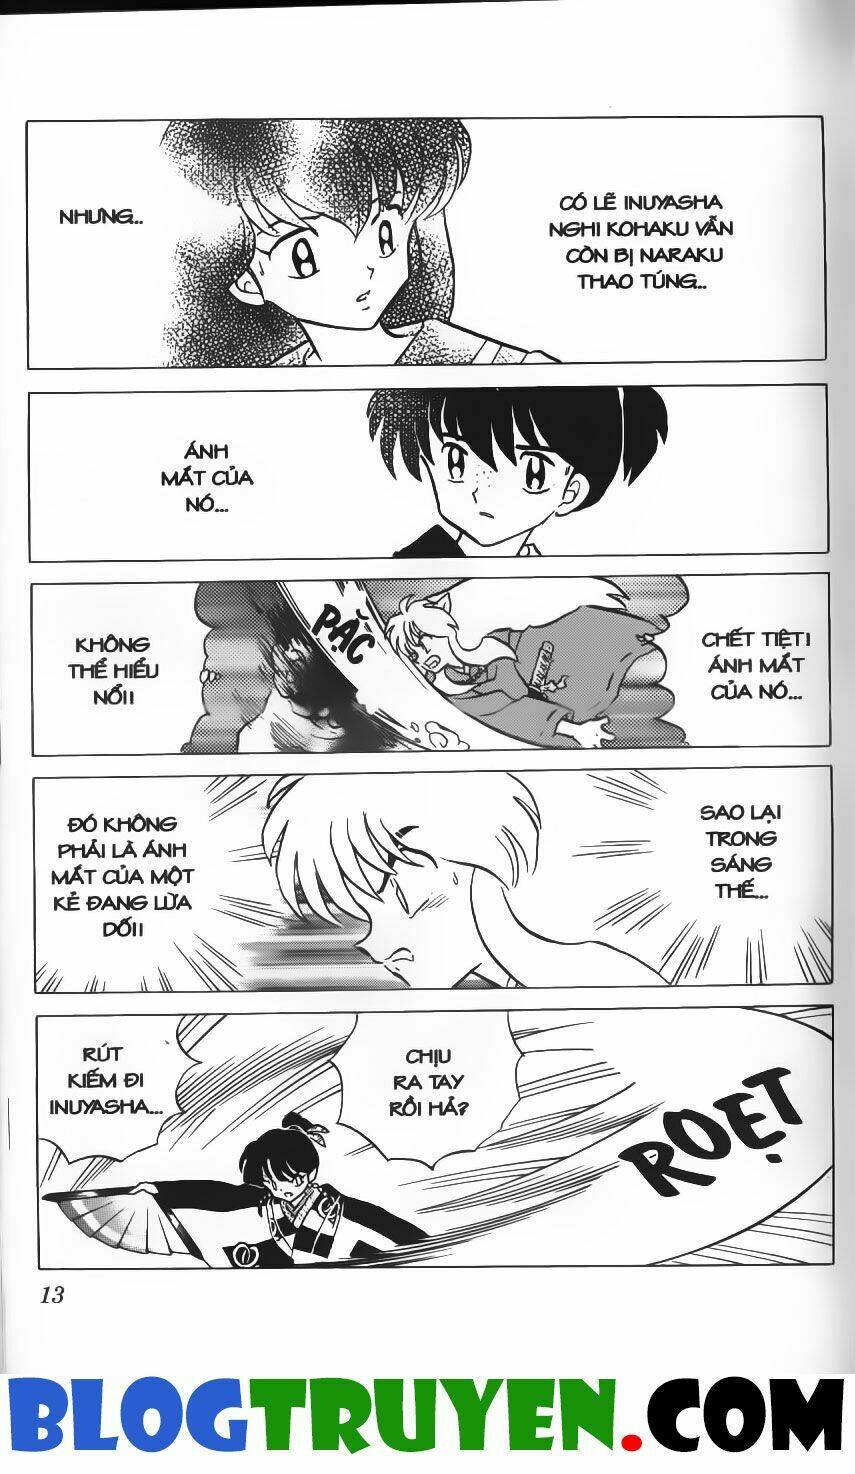 CÓ LẼ INUYASHA
NGHI KOHAKU VẪN
CÒN BỊ NARAKU
THAO TÚNG...
NHƯNG...
ÁNH
MẮT CỦA
NÓ...
CHẾT TIỆT!
ÁNH MẮT
CỦA NÓ...
PẶC
KHÔNG
THỂ HIỂU
NỔI!
SAO LẠI
TRONG
SÁNG
THẾ...
ĐÓ KHÔNG
PHẢI LÀ ÁNH
MẮT CỦA MỘT
KẺ ĐANG LỪA
DỐI!
ROẸT
CHỊU
RA TAY
RỒI HẢ?
RÚT
KIẾM ĐI
INUYASHA...
13
BLOGTRUYEN.COM